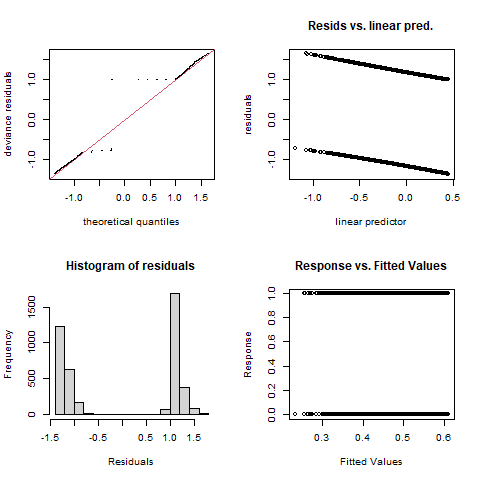 deviance residuals
-1.0 0.0 1.0
-1.0 0.0 0.5 1.0 1.5
theoretical quantiles
Resids vs. linear pred.
residuals
-1.0 0.0 1.0
-1.0 -0.5 0.0 0.5
linear predictor
Histogram of residuals
Frequency
0 500 1000 1500
-1.5 -0.5 0.5 1.0 1.5
Residuals
Response vs. Fitted Values
Response
0.0 0.2 0.4 0.6 0.8 1.0
0.3 0.4 0.5 0.6
Fitted Values